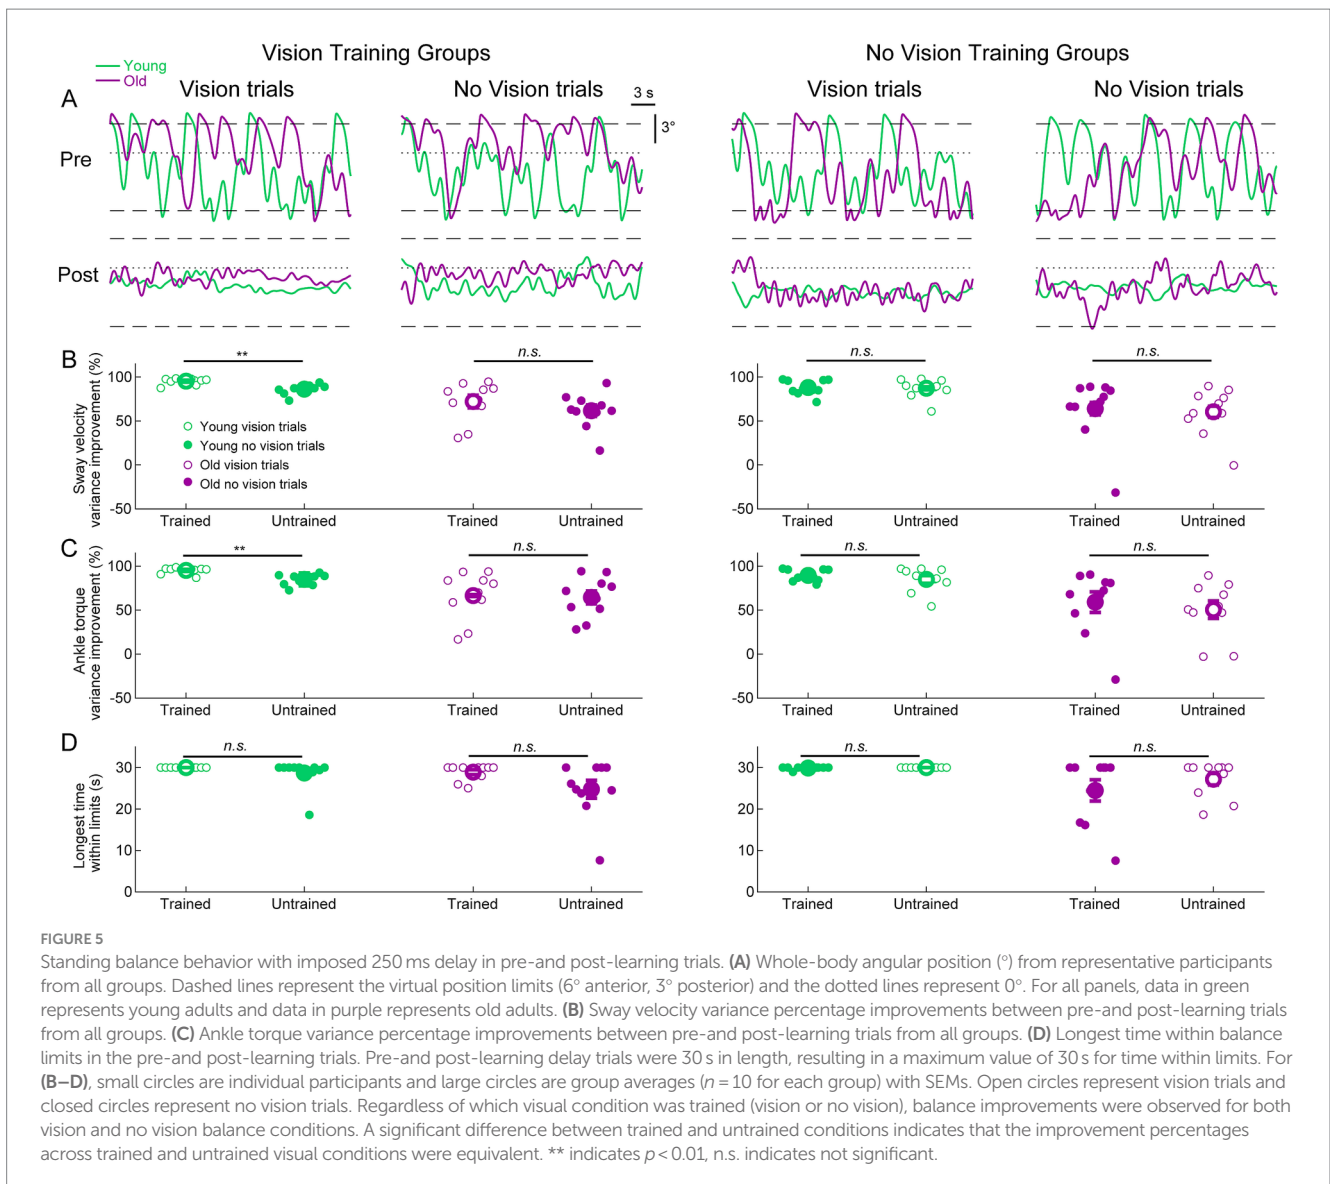 Vision Training Groups
No Vision Training Groups
Young
Old
Vision trials
No Vision trials
Vision trials
No Vision trials
A
3 s
3°
Pre
Post
B
**
n.s.
n.s.
n.s.
Sway velocity
variance improvement (%)
100
50
0
-50
Young vision trials
Young no vision trials
Old vision trials
Old no vision trials
100
50
0
-50
Trained
Untrained
Trained
Untrained
Trained
Untrained
Trained
Untrained
C
**
n.s.
n.s.
n.s.
Ankle torque
variance improvement (%)
100
50
0
-50
100
50
0
-50
Trained
Untrained
Trained
Untrained
Trained
Untrained
Trained
Untrained
D
n.s.
n.s.
n.s.
n.s.
Longest time
within limits (s)
30
20
10
0
30
20
10
0
Trained
Untrained
Trained
Untrained
Trained
Untrained
Trained
Untrained
FIGURE 5
Standing balance behavior with imposed 250 ms delay in pre-and post-learning trials. (A) Whole-body angular position (°) from representative participants
from all groups. Dashed lines represent the virtual position limits (6° anterior, 3° posterior) and the dotted lines represent 0°. For all panels, data in green
represents young adults and data in purple represents old adults. (B) Sway velocity variance percentage improvements between pre-and post-learning trials
from all groups. (C) Ankle torque variance percentage improvements between pre-and post-learning trials from all groups. (D) Longest time within balance
limits in the pre-and post-learning trials. Pre-and post-learning delay trials were 30 s in length, resulting in a maximum value of 30 s for time within limits. For
(B–D), small circles are individual participants and large circles are group averages (n = 10 for each group) with SEMs. Open circles represent vision trials and
closed circles represent no vision trials. Regardless of which visual condition was trained (vision or no vision), balance improvements were observed for both
vision and no vision balance conditions. A significant difference between trained and untrained conditions indicates that the improvement percentages
across trained and untrained visual conditions were equivalent. ** indicates p < 0.01, n.s. indicates not significant.